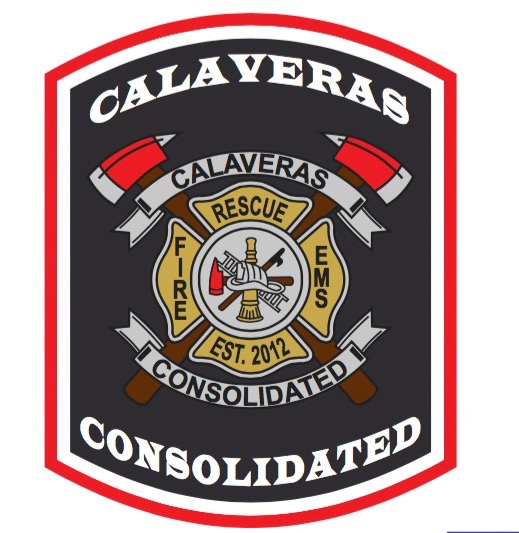 CALAVERAS
CALAVERAS
RESCUE
FIRE
EMS
EST. 2012
CONSOLIDATED
CONSOLIDATED